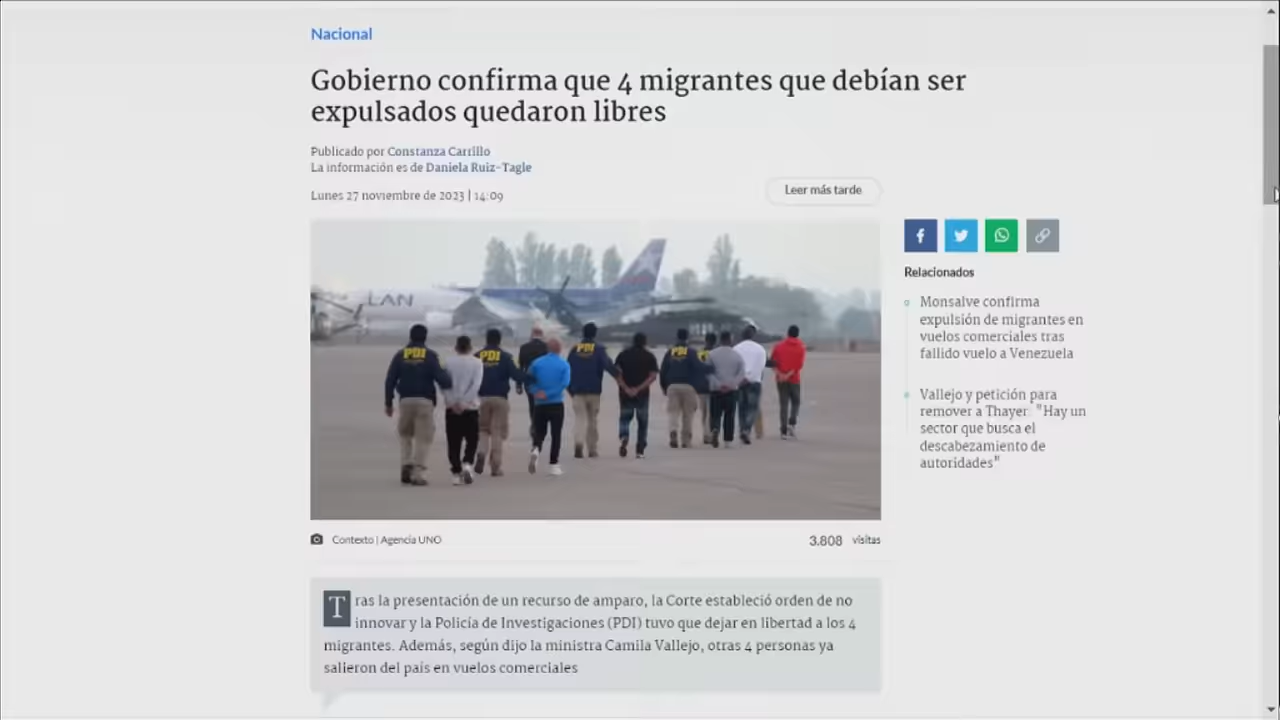 Nacional
Gobierno confirma que 4 migrantes que debían ser
expulsados quedaron libres
Publicado por Constanza Carrillo
La información es de Daniela Ruiz-Tagle
Lunes 27 noviembre de 2023 | 14:09
Leer más tarde
LAN
PDI
PDI
PDI
PDI
Contexto | Agencia UNO
3.808 visitas
Relacionados
Monsalve confirma
expulsión de migrantes en
vuelos comerciales tras
fallido vuelo a Venezuela
Vallejo y petición para
remover a Thayer: "Hay un
sector que busca el
descabezamiento de
autoridades"
Tras la presentación de un recurso de amparo, la Corte estableció orden de no
innovar y la Policía de Investigaciones (PDI) tuvo que dejar en libertad a los 4
migrantes. Además, según dijo la ministra Camila Vallejo, otras 4 personas ya
salieron del país en vuelos comerciales